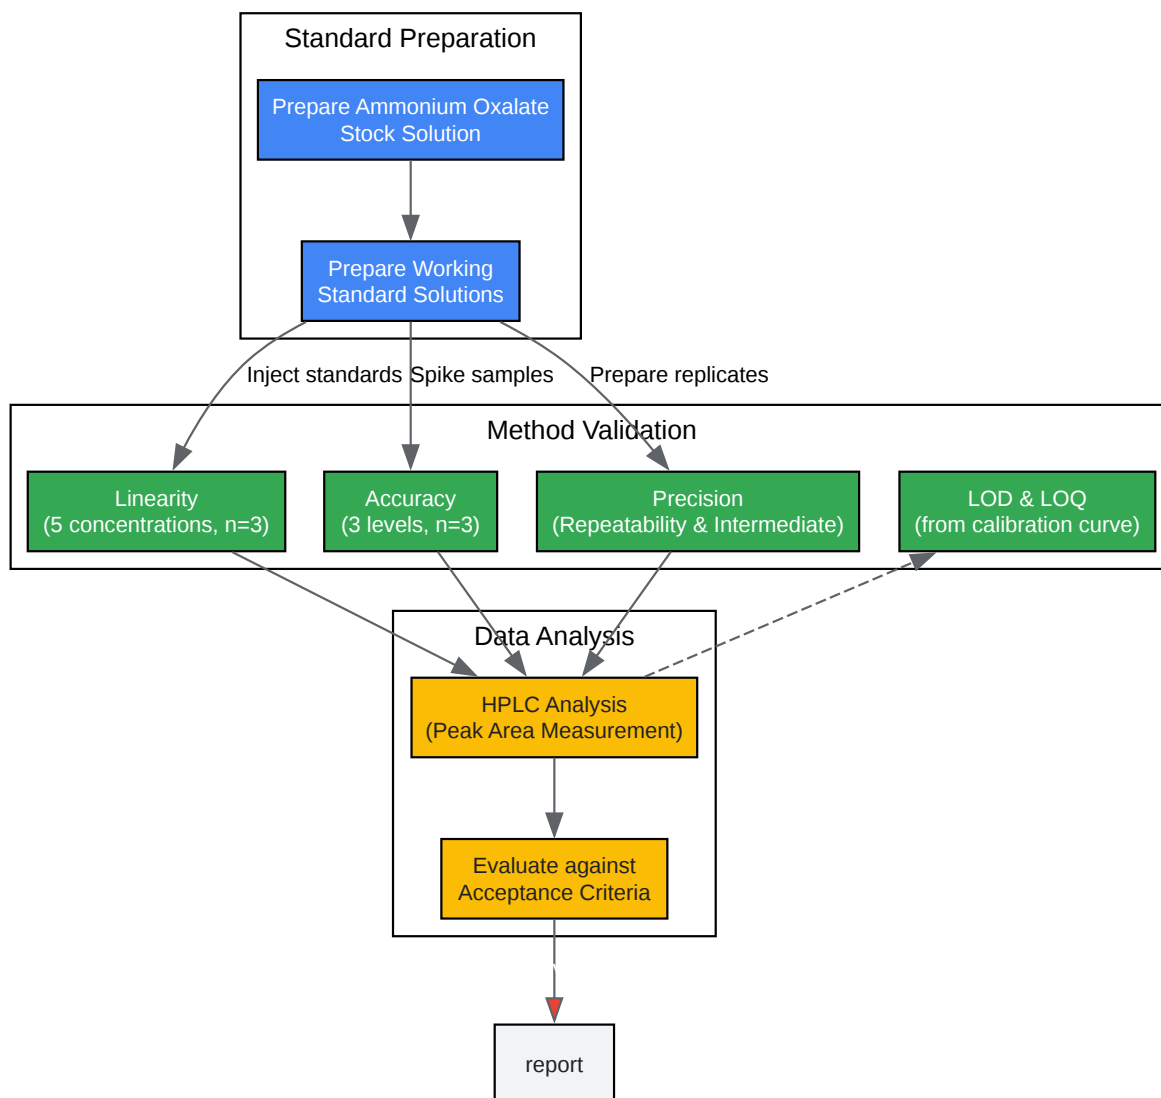 Standard Preparation
Prepare Ammonium Oxalate
Stock Solution
Prepare Working
Standard Solutions
Inject standards
Spike samples
Prepare replicates
Method Validation
Linearity
(5 concentrations, n=3)
Accuracy
(3 levels, n=3)
Precision
(Repeatability & Intermediate)
LOD & LOQ
(from calibration curve)
Data Analysis
HPLC Analysis
(Peak Area Measurement)
Evaluate against
Acceptance Criteria
report